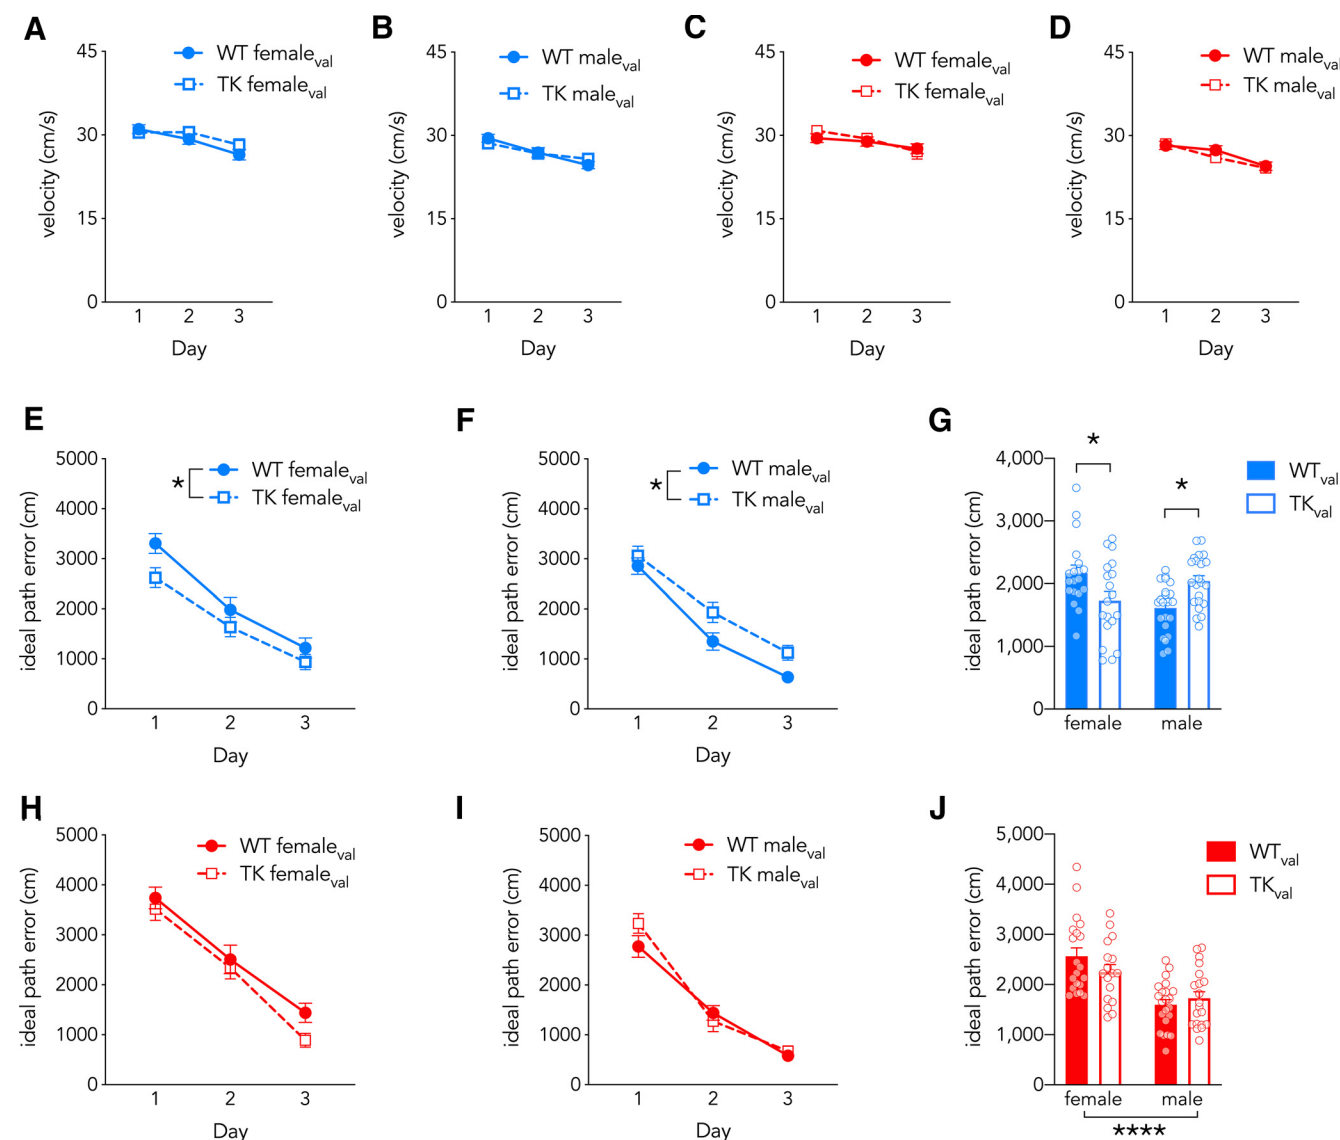 A
45
30
15
0
velocity (cm/s)
1 2 3
Day
WT female_val
TK female_val
B
45
30
15
0
velocity (cm/s)
1 2 3
Day
WT male_val
TK male_val
C
45
30
15
0
velocity (cm/s)
1 2 3
Day
WT female_val
TK female_val
D
45
30
15
0
velocity (cm/s)
1 2 3
Day
WT male_val
TK male_val
E
5000
4000
3000
2000
1000
0
ideal path error (cm)
1 2 3
Day
* WT female_val
TK female_val
F
5000
4000
3000
2000
1000
0
ideal path error (cm)
1 2 3
Day
* WT male_val
TK male_val
G
4,000
3,000
2,000
1,000
0
ideal path error (cm)
*
*
female male
WT_val
TK_val
H
5000
4000
3000
2000
1000
0
ideal path error (cm)
1 2 3
Day
WT female_val
TK female_val
I
5000
4000
3000
2000
1000
0
ideal path error (cm)
1 2 3
Day
WT male_val
TK male_val
J
5,000
4,000
3,000
2,000
1,000
0
ideal path error (cm)
female male
****
WT_val
TK_val